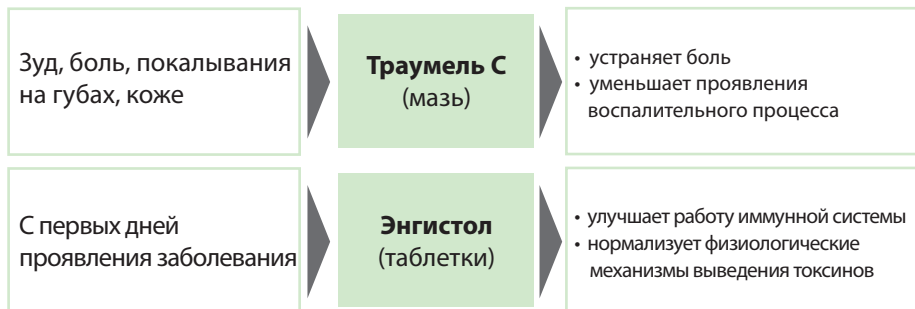 Зуд, боль, покалывания
на губах, коже
Траумель С
(мазь)
• устраняет боль
• уменьшает проявления
воспалительного процесса
С первых дней
проявления заболевания
Энгистол
(таблетки)
• улучшает работу иммунной системы
• нормализует физиологические
механизмы выведения токсинов